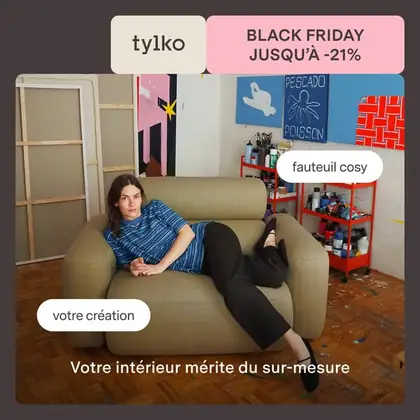 tylko
BLACK FRIDAY
JUSQU'À -21%
PESCADO
POISSON
fauteuil cosy
votre création
Votre intérieur mérite du sur-mesure